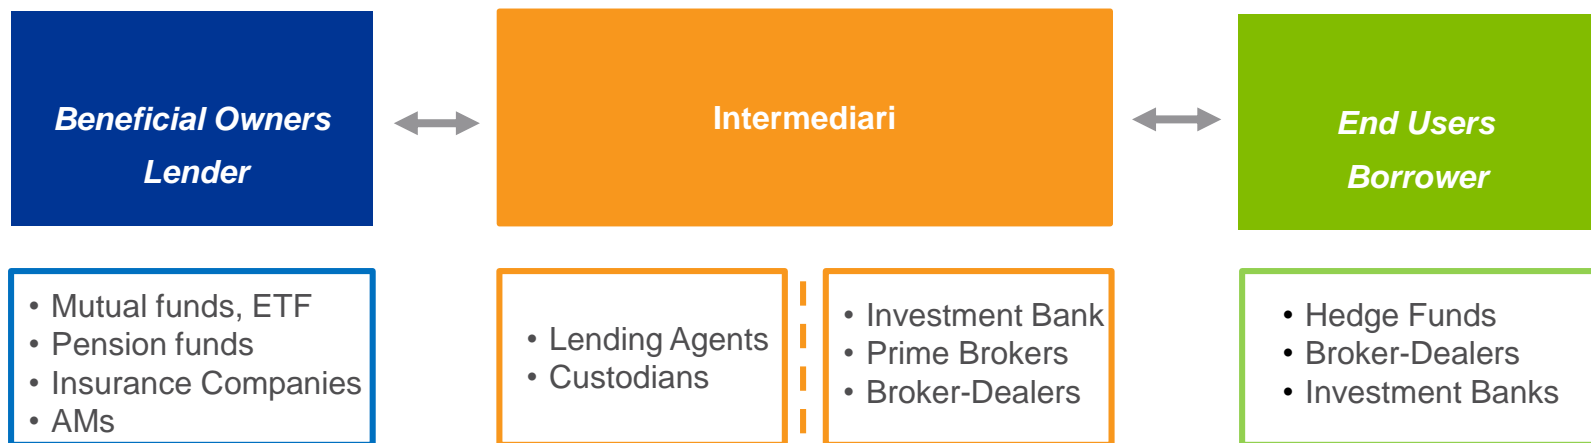 Beneficial Owners
Lender
Intermediari
End Users
Borrower
• Mutual funds, ETF
• Pension funds
• Insurance Companies
• AMs
• Lending Agents
• Custodians
• Investment Bank
• Prime Brokers
• Broker-Dealers
• Hedge Funds
• Broker-Dealers
• Investment Banks